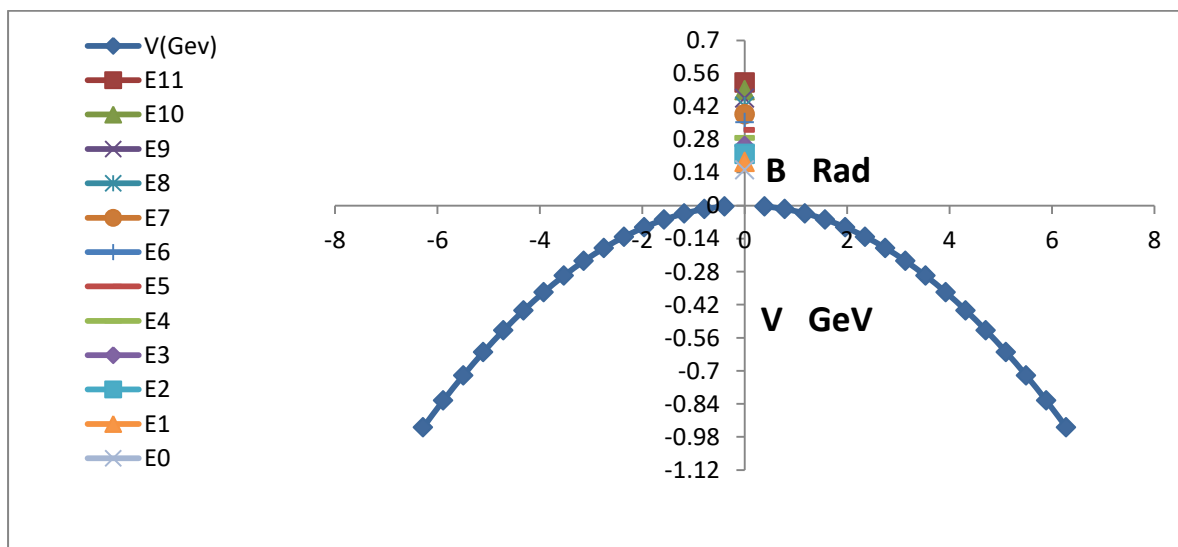 V(Gev)
E11
E10
E9
E8
E7
E6
E5
E4
E3
E2
E1
E0
0.7
0.56
0.42
0.28
0.14
0
-0.14
-0.28
-0.42
-0.56
-0.7
-0.84
-0.98
-1.12
B Rad
-8 -6 -4 -2 0 2 4 6 8
V GeV